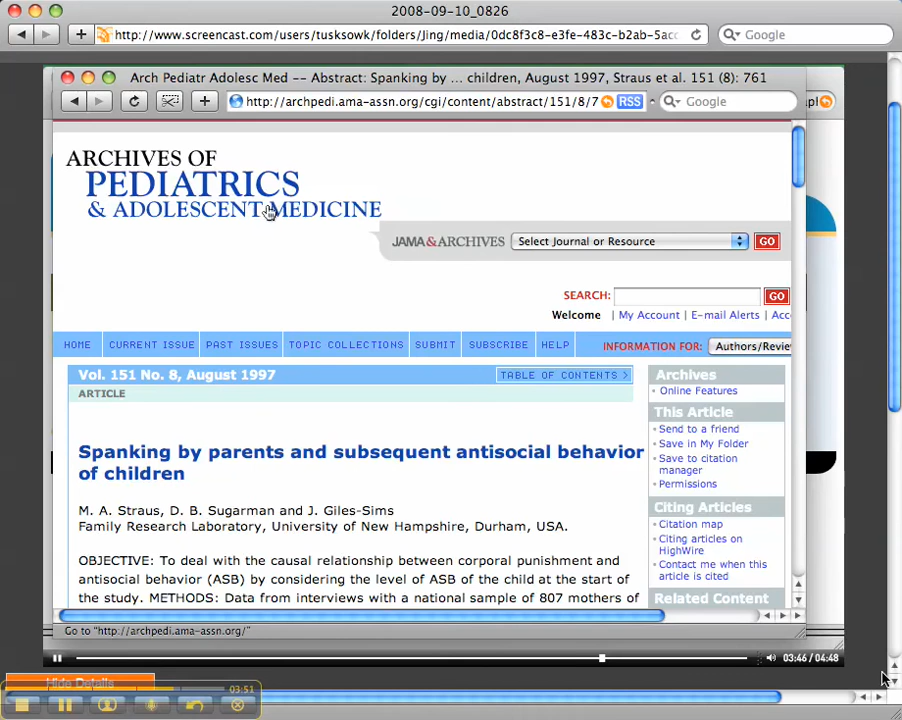 2008-09-10_0826
http://www.screencast.com/users/tusskowk/folders/Jing/media/0dc8f3c8-e3fe-483c-b2ab-5acc
Google
Arch Pediatr Adolesc Med -- Abstract: Spanking by ... children, August 1997, Straus et al. 151 (8): 761
http://archpedi.ama-assn.org/cgi/content/abstract/151/8/7
RSS
Google
ARCHIVES OF
PEDIATRICS
& ADOLESCENT MEDICINE
JAMA&ARCHIVES
Select Journal or Resource
GO
SEARCH:
GO
Welcome | My Account | E-mail Alerts | Acc
HOME CURRENT ISSUE PAST ISSUES TOPIC COLLECTIONS SUBMIT SUBSCRIBE HELP
INFORMATION FOR: Authors/Revie
Vol. 151 No. 8, August 1997
TABLE OF CONTENTS >
ARTICLE
Spanking by parents and subsequent antisocial behavior
of children
M. A. Straus, D. B. Sugarman and J. Giles-Sims
Family Research Laboratory, University of New Hampshire, Durham, USA.
OBJECTIVE: To deal with the causal relationship between corporal punishment and
antisocial behavior (ASB) by considering the level of ASB of the child at the start of
the study. METHODS: Data from interviews with a national sample of 807 mothers of
Archives
Online Features
This Article
Send to a friend
Save in My Folder
Save to citation
manager
Permissions
Citing Articles
Citation map
Citing articles on
HighWire
Contact me when this
article is cited
Related Content
Go to "http://archpedi.ama-assn.org/"
03:46 / 04:48
Hide Details
03:51